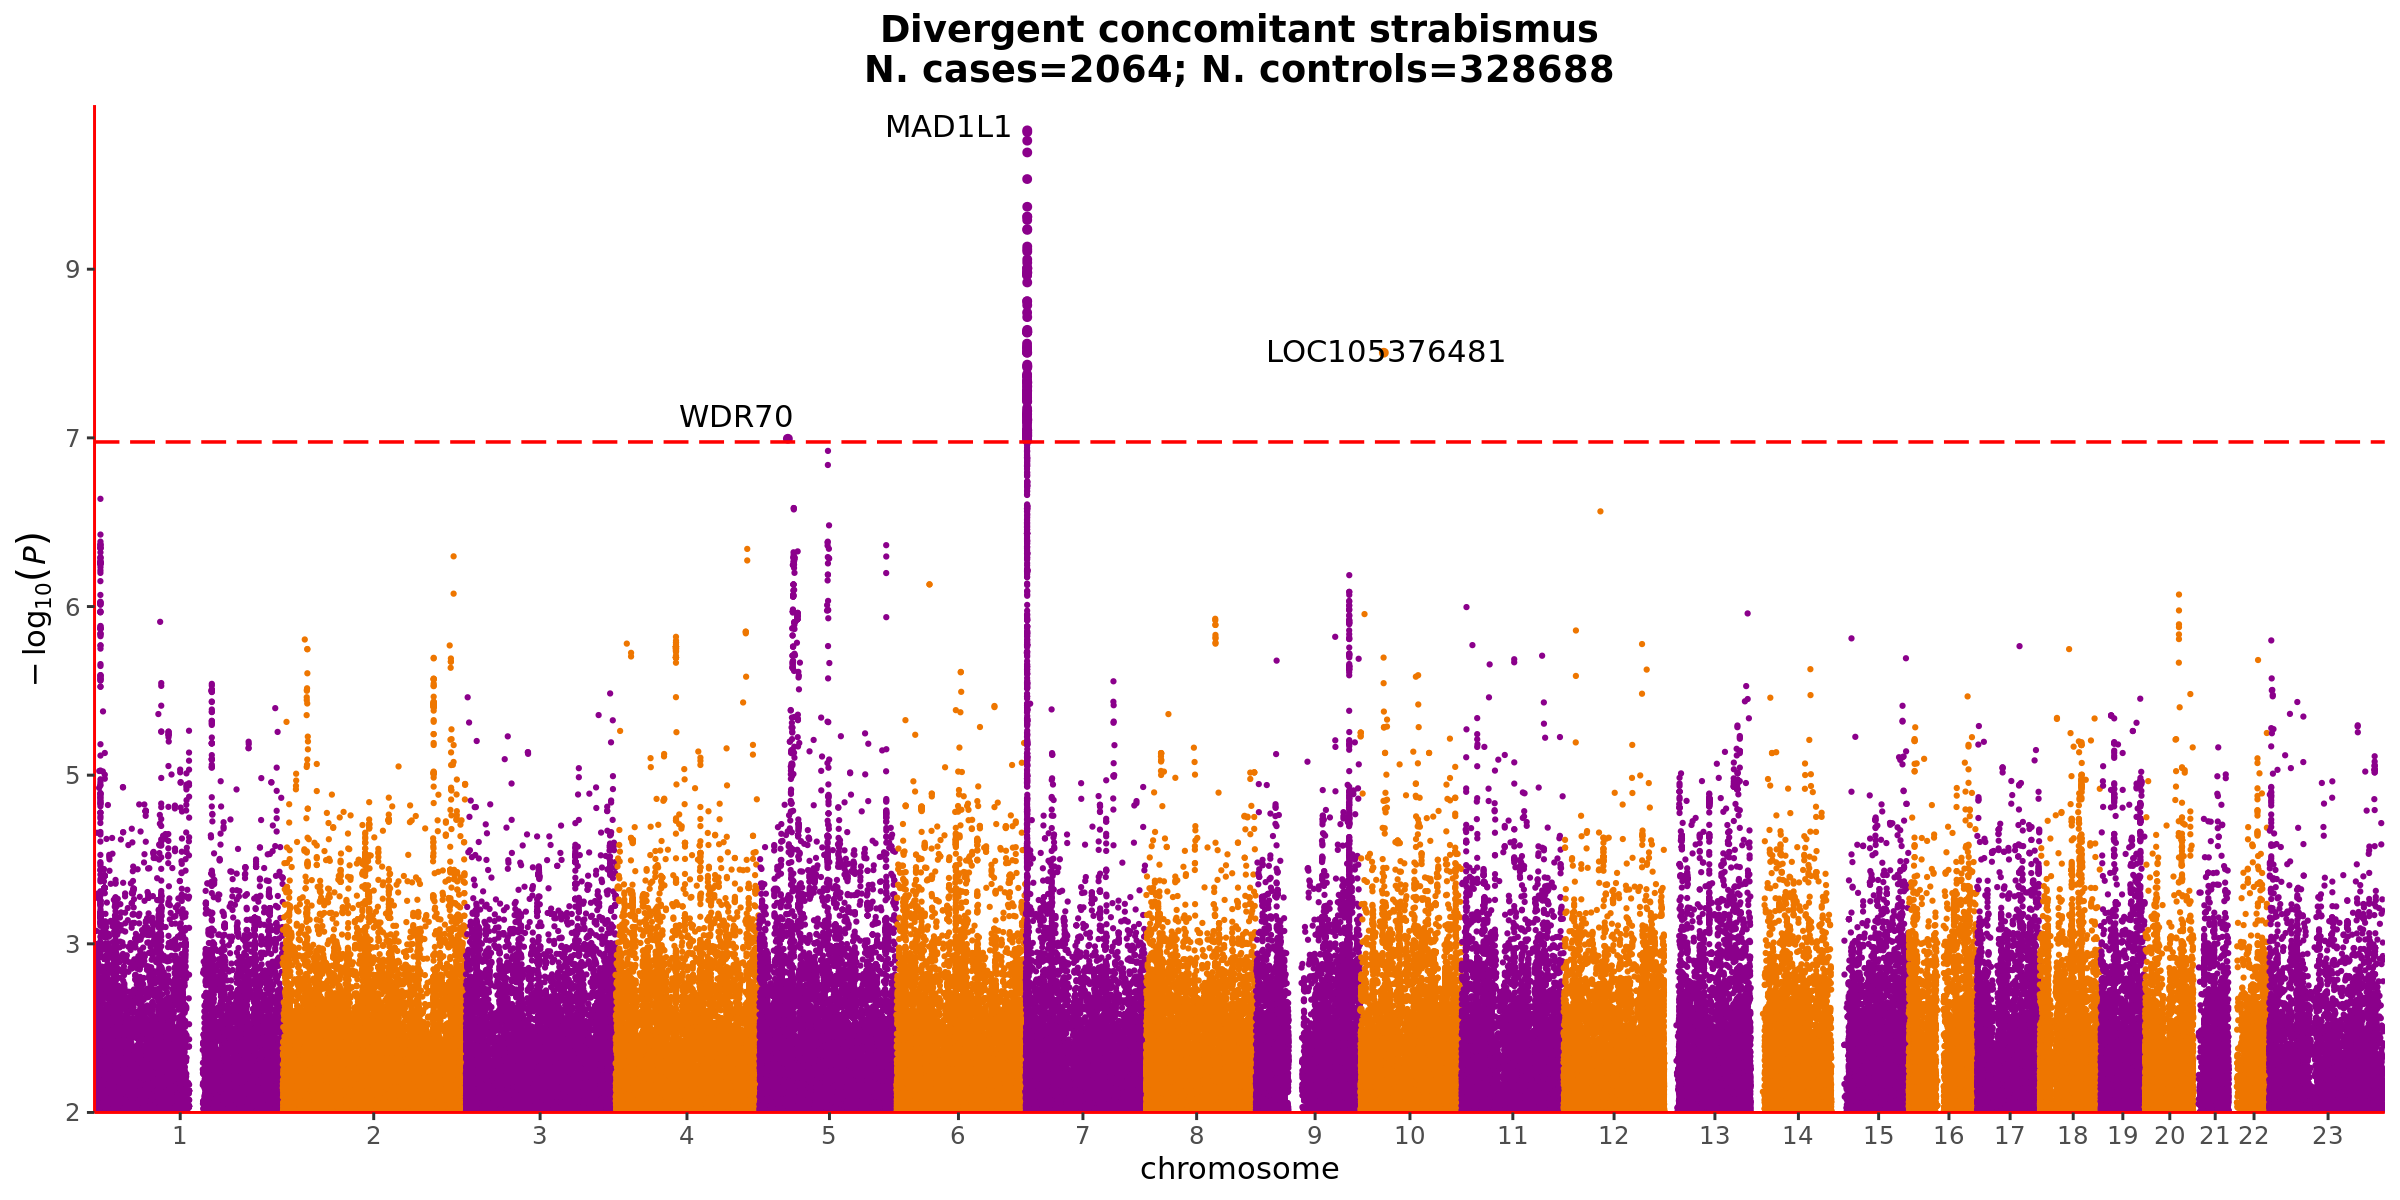 Divergent concomitant strabismus
N. cases=2064; N. controls=328688
MAD1L1
LOC105376481
WDR70
9
7
6
5
3
2
−log10(P)
1 2 3 4 5 6 7 8 9 10 11 12 13 14 15 16 17 18 19 20 21 22 23
chromosome